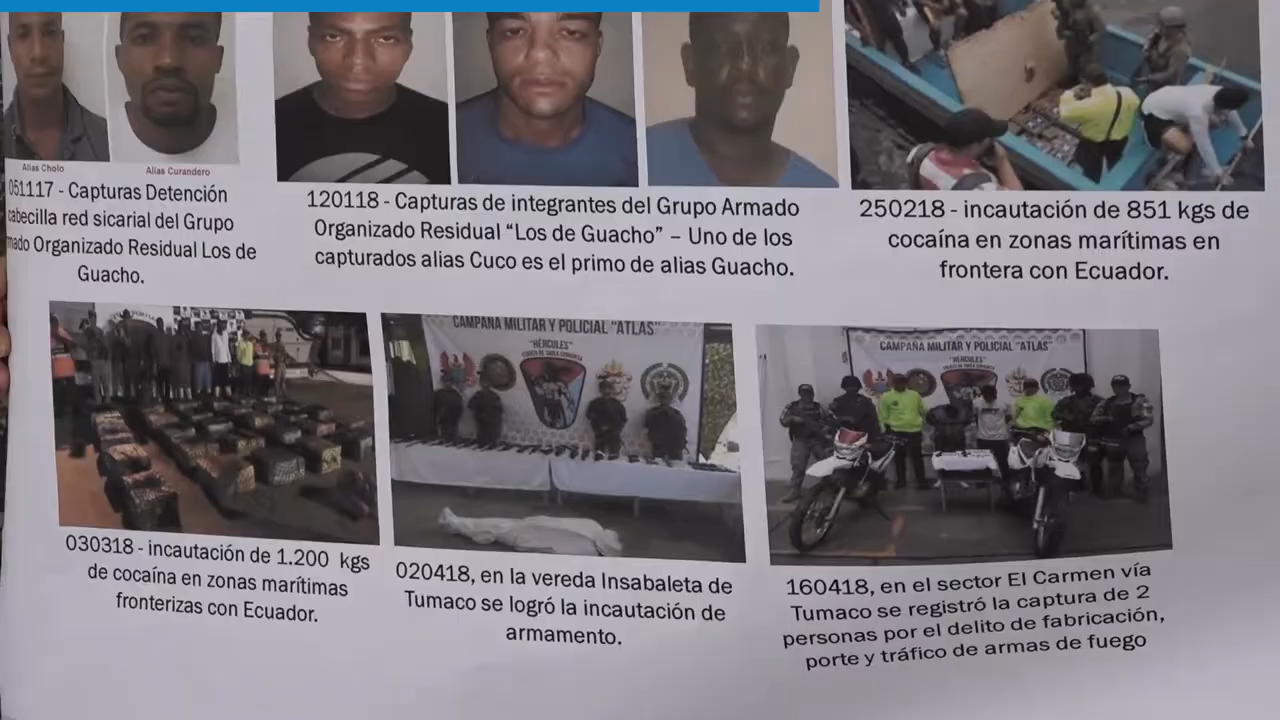 Alias Cholo
Alias Curandero
051117 - Capturas Detención
cabecilla red sicarial del Grupo
Organizado Residual Los de
Guacho.
120118 - Capturas de integrantes del Grupo Armado
Organizado Residual “Los de Guacho” – Uno de los
capturados alias Cuco es el primo de alias Guacho.
250218 - incautación de 851 kgs de
cocaína en zonas marítimas en
frontera con Ecuador.
CAMPAÑA MILITAR Y POLICIAL "ATLAS"
"HÉRCULES"
CAMPAÑA MILITAR Y POLICIAL "ATLAS"
"HÉRCULES"
030318 - incautación de 1.200 kgs
de cocaína en zonas marítimas
fronterizas con Ecuador.
020418, en la vereda Insabaleta de
Tumaco se logró la incautación de
armamento.
160418, en el sector El Carmen vía
Tumaco se registró la captura de 2
personas por el delito de fabricación,
porte y tráfico de armas de fuego